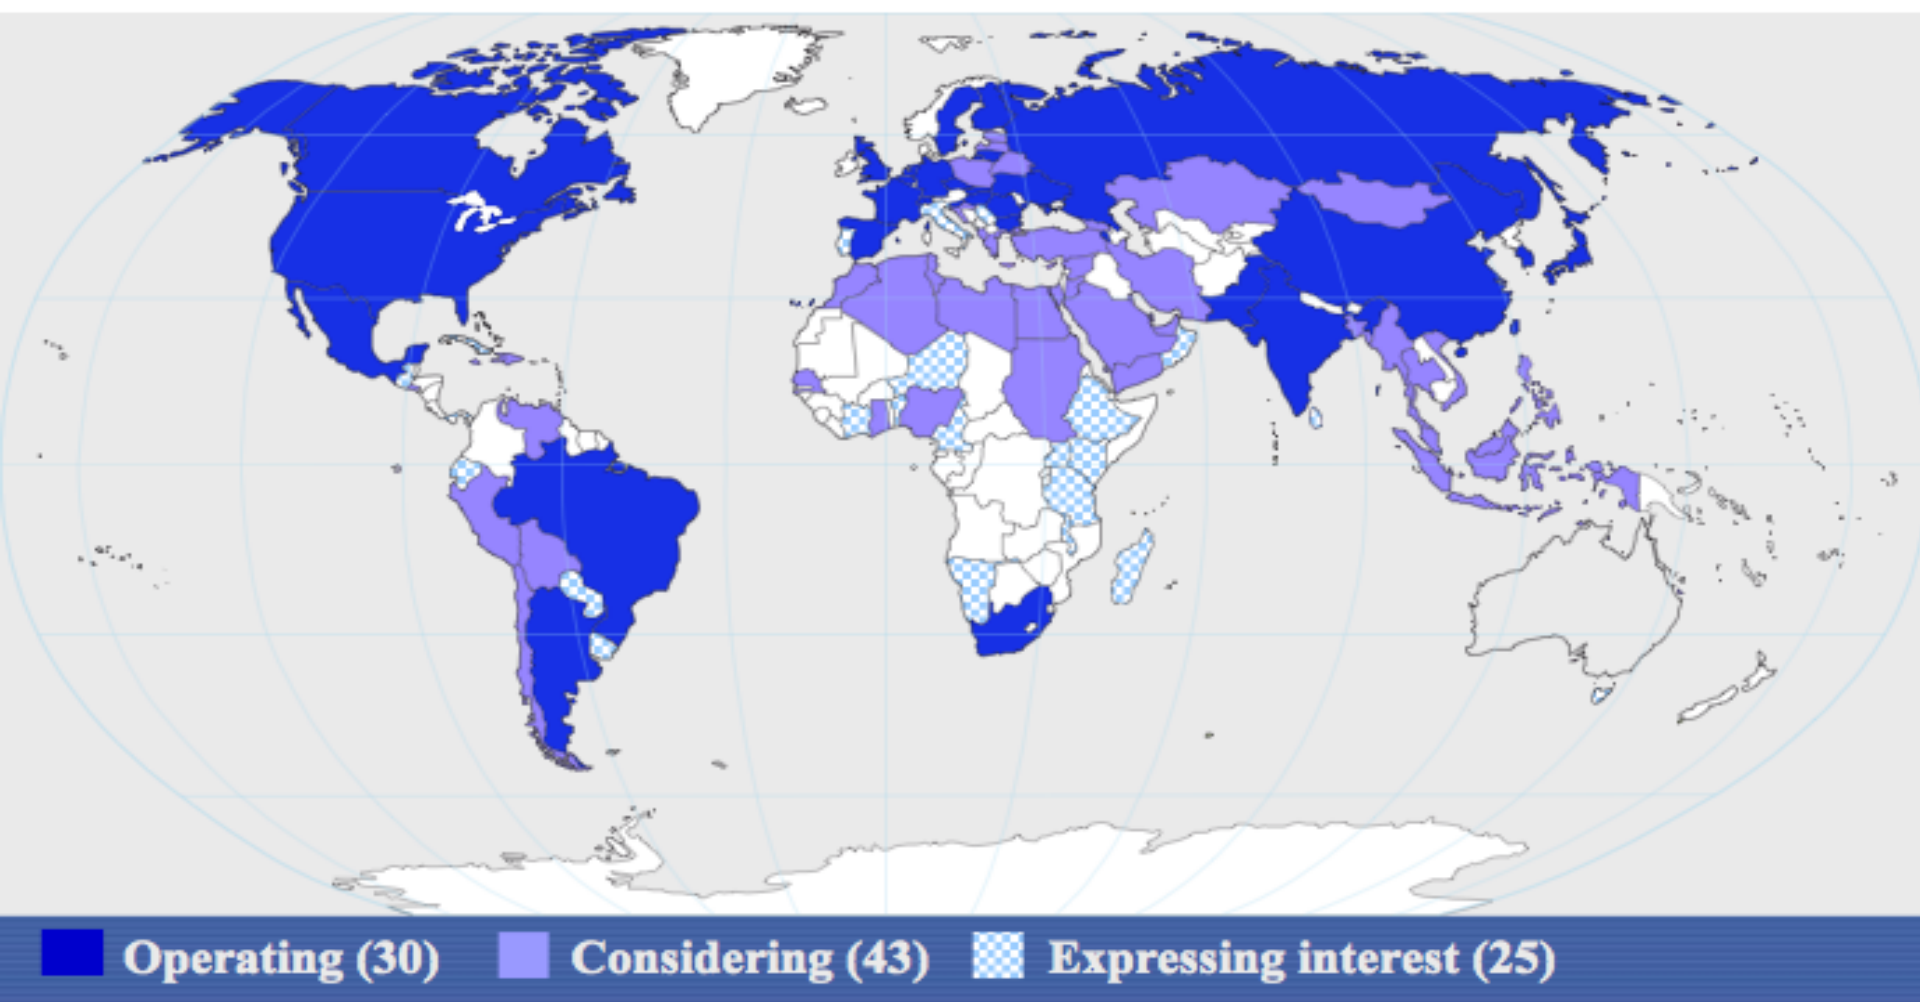 Operating (30) Considering (43) Expressing interest (25)